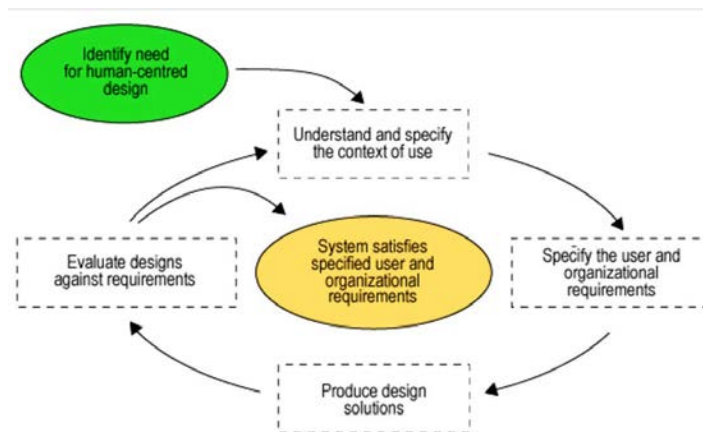 Identify need
for human-centred
design
Understand and specify
the context of use
Evaluate designs
against requirements
System satisfies
specified user and
organizational
requirements
Specify the user and
organizational
requirements
Produce design
solutions